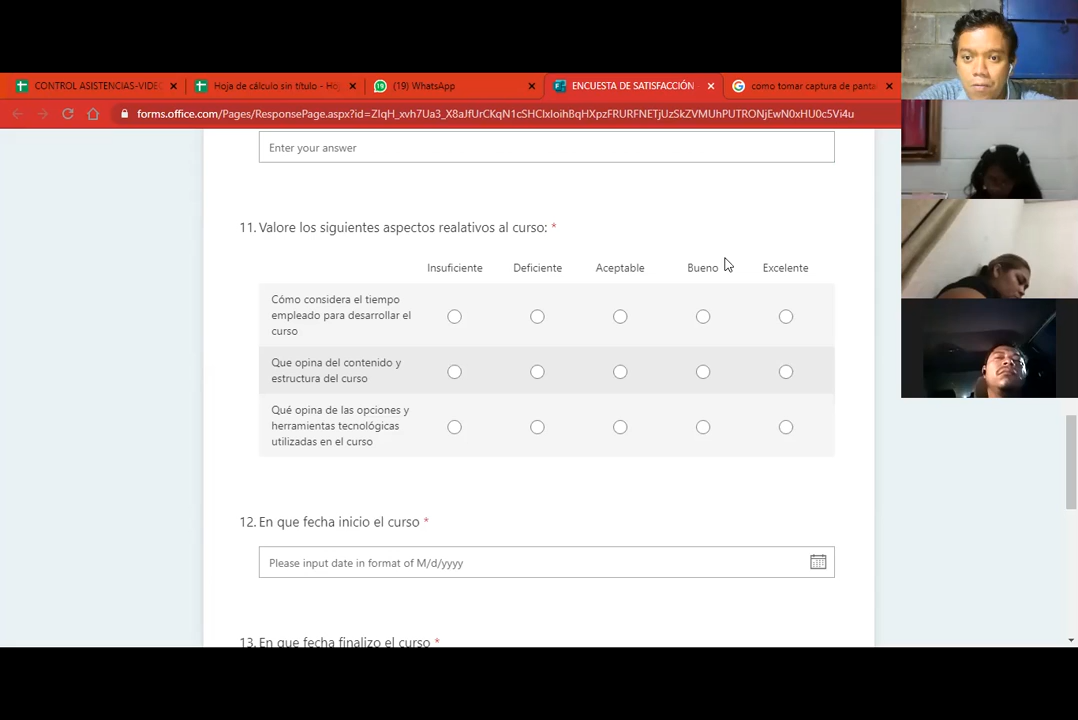 CONTROL ASISTENCIAS-VIDEC
Hoja de cálculo sin título - Hoj
(19) WhatsApp
ENCUESTA DE SATISFACCIÓN
como tomar captura de panta
forms.office.com/Pages/ResponsePage.aspx?id=ZIqH_xvh7Ua3_X8aJfUrCKqN1cSHClxIoihBqHXpzFRURFNETjUzSkZVMUhPUTRONjEwN0xHU0c5Vi4u
Enter your answer
11. Valore los siguientes aspectos realativos al curso: *
Insuficiente Deficiente Aceptable Bueno Excelente
Cómo considera el tiempo
empleado para desarrollar el
curso
Que opina del contenido y
estructura del curso
Qué opina de las opciones y
herramientas tecnológicas
utilizadas en el curso
12. En que fecha inicio el curso *
Please input date in format of M/d/yyyy
13. En que fecha finalizo el curso *